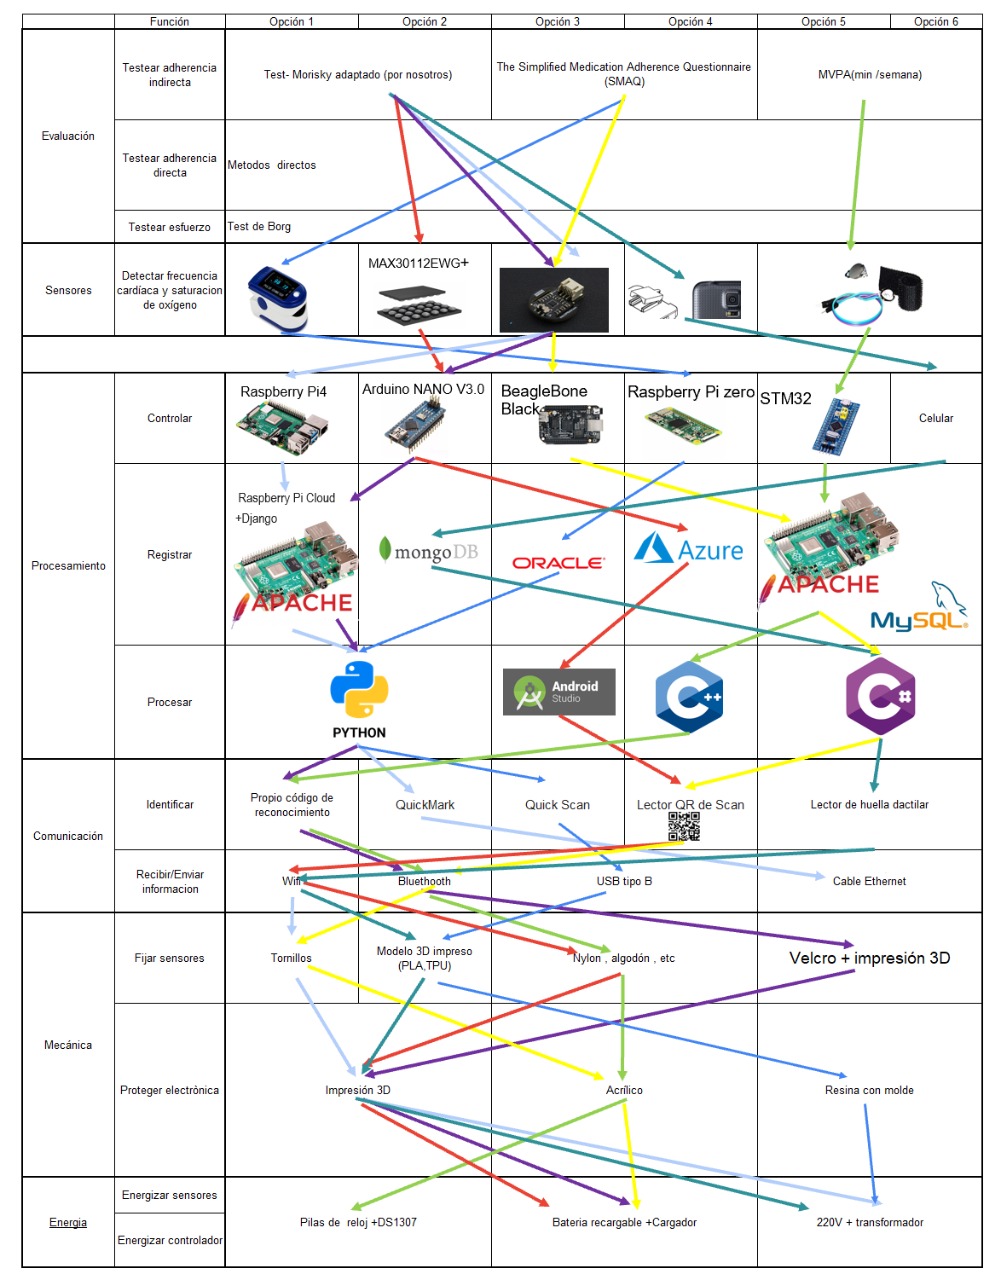 Función
Opción 1
Opción 2
Opción 3
Opción 4
Opción 5
Opción 6
Evaluación
Testear adherencia
indirecta
Test- Morisky adaptado (por nosotros)
The Simplified Medication Adherence Questionnaire
(SMAQ)
MVPA(min /semana)
Testear adherencia
directa
Metodos directos
Testear esfuerzo
Test de Borg
Sensores
Detectar frecuencia
cardíaca y saturacion
de oxígeno
MAX30112EWG+
Procesamiento
Controlar
Raspberry Pi4
Arduino NANO V3.0
BeagleBone
Black
Raspberry Pi zero
STM32
Celular
Registrar
Raspberry Pi Cloud
+Django
APACHE
mongoDB
ORACLE
Azure
APACHE
MySQL
Procesar
PYTHON
Android
Studio
C++
C#
Comunicación
Identificar
Propio código de
reconocimiento
QuickMark
Quick Scan
Lector QR de Scan
Lector de huella dactilar
Recibir/Enviar
informacion
Wifi
Bluethooth
USB tipo B
Cable Ethernet
Mecánica
Fijar sensores
Tornillos
Modelo 3D impreso
(PLA,TPU)
Nylon , algodón , etc
Velcro + impresión 3D
Proteger electrónica
Impresión 3D
Acrílico
Resina con molde
Energia
Energizar sensores
Energizar controlador
Pilas de reloj +DS1307
Bateria recargable +Cargador
220V + transformador